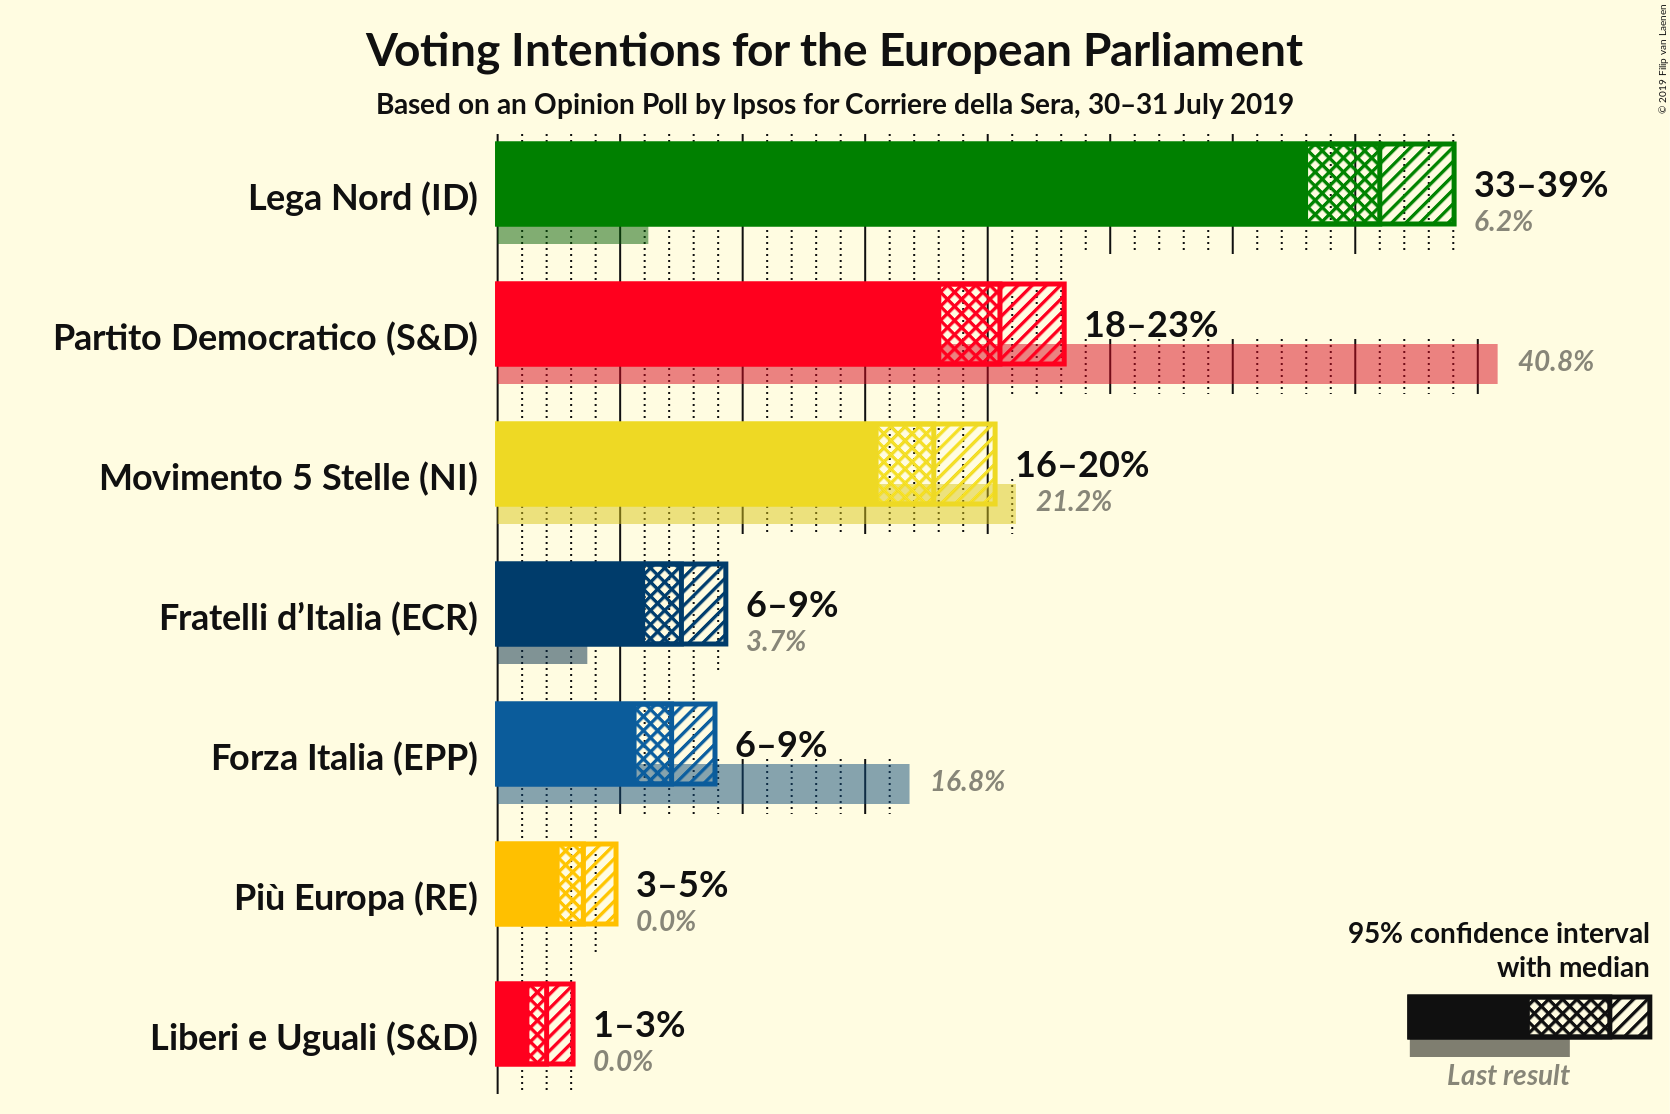 Voting Intentions for the European Parliament
Based on an Opinion Poll by Ipsos for Corriere della Sera, 30–31 July 2019
© 2019 Filip van Laenen
Lega Nord (ID)
33–39%
6.2%
Partito Democratico (S&D)
18–23%
40.8%
Movimento 5 Stelle (NI)
16–20%
21.2%
Fratelli d’Italia (ECR)
6–9%
3.7%
Forza Italia (EPP)
6–9%
16.8%
Più Europa (RE)
3–5%
0.0%
Liberi e Uguali (S&D)
1–3%
0.0%
95% confidence interval
with median
Last result